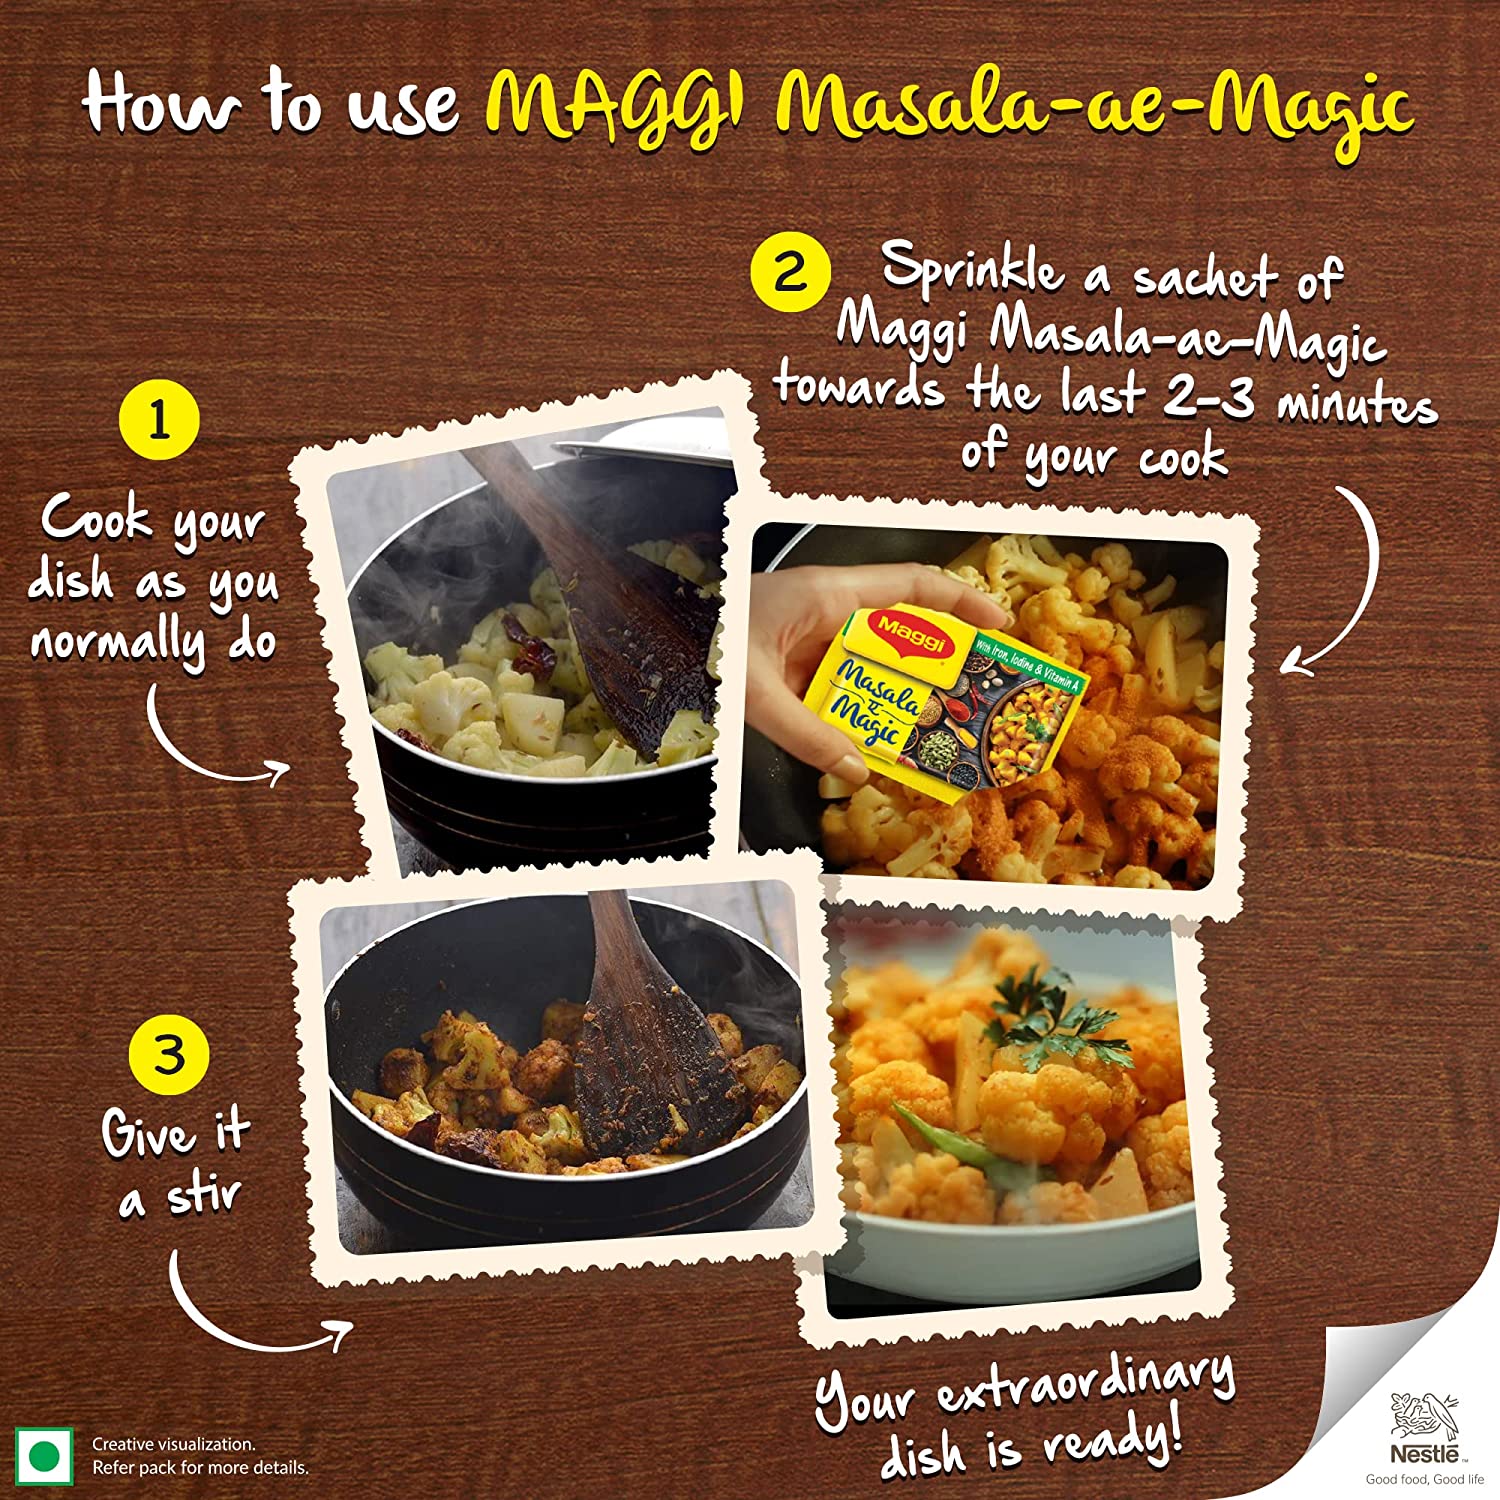 How to use MAGGI Masala-ae-Magic
1
Cook your
dish as you
normally do
2
Sprinkle a sachet of
Maggi Masala-ae-Magic
towards the last 2-3 minutes
of your cook
Maggi
With Iron, Iodine & Vitamin A
Masala
ae
Magic
3
Give it
a stir
Your extraordinary
dish is ready!
Creative visualization.
Refer pack for more details.
Nestlé
Good food, Good life